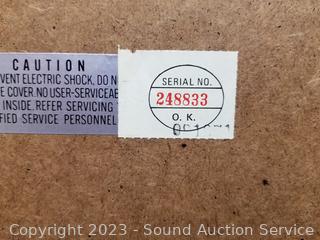 CAUTION
VENT ELECTRIC SHOCK, DO N
E COVER. NO USER-SERVICEAB
INSIDE. REFER SERVICING
FIED SERVICE PERSONNEL
SERIAL NO.
248833
O. K.
Copyright 2023 - Sound Auction Service